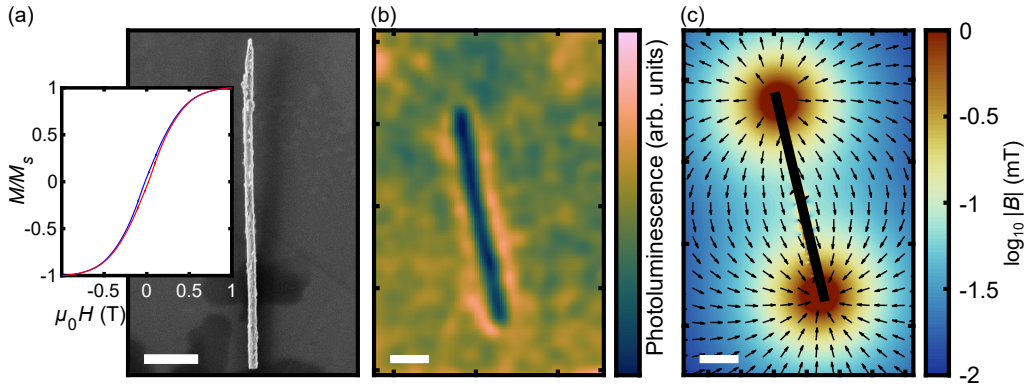 (a)
(b)
(c)
1
0.5
0
-0.5
-1
M/Ms
-0.5 0 0.5 1
μ0H (T)
Photoluminescence (arb. units)
0
-0.5
-1
-1.5
-2
log10 |B| (mT)